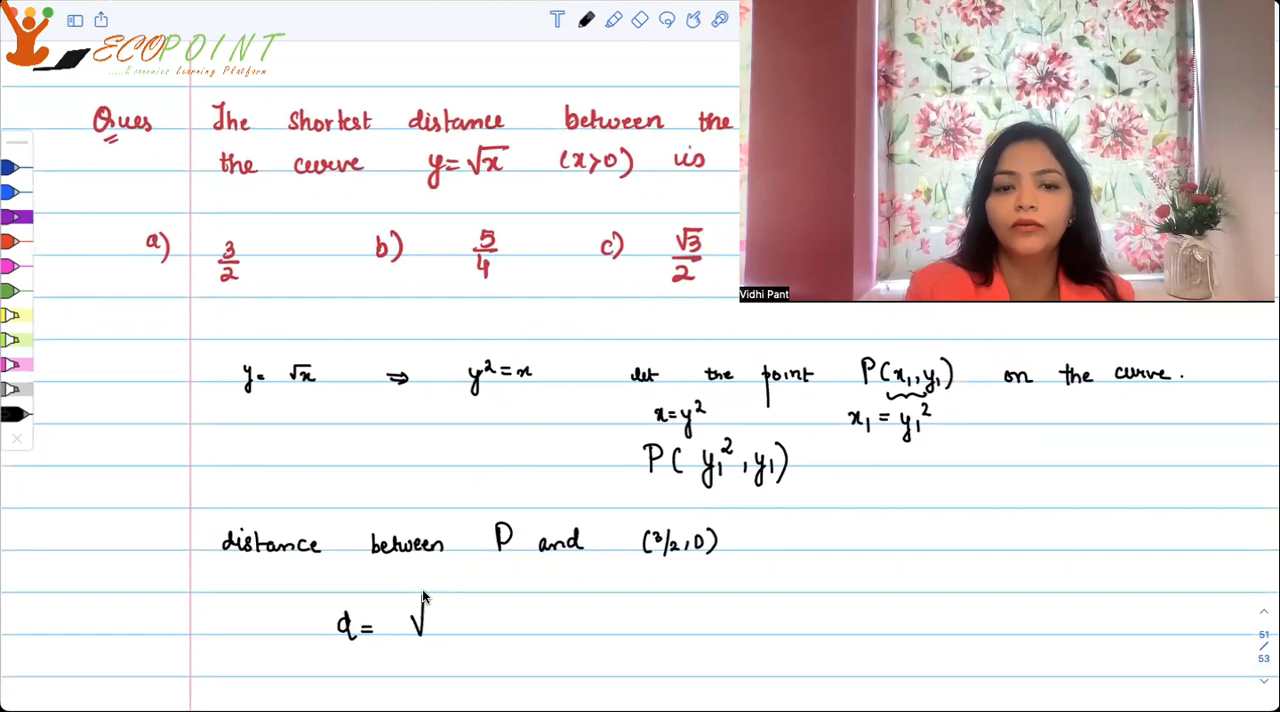 ECOPOINT
.....Economics Learning Platform
Ques The shortest distance between the
the curve y=√x (x>0) is
a) 3/2 b) 5/4 c) √3/2
Vidhi Pant
y= √x ⇒ y²=x let the point P(x₁,y₁) on the curve.
x=y² x₁ = y₁²
P( y₁² , y₁)
distance between P and (3/2, 0)
d= √
51
/
53